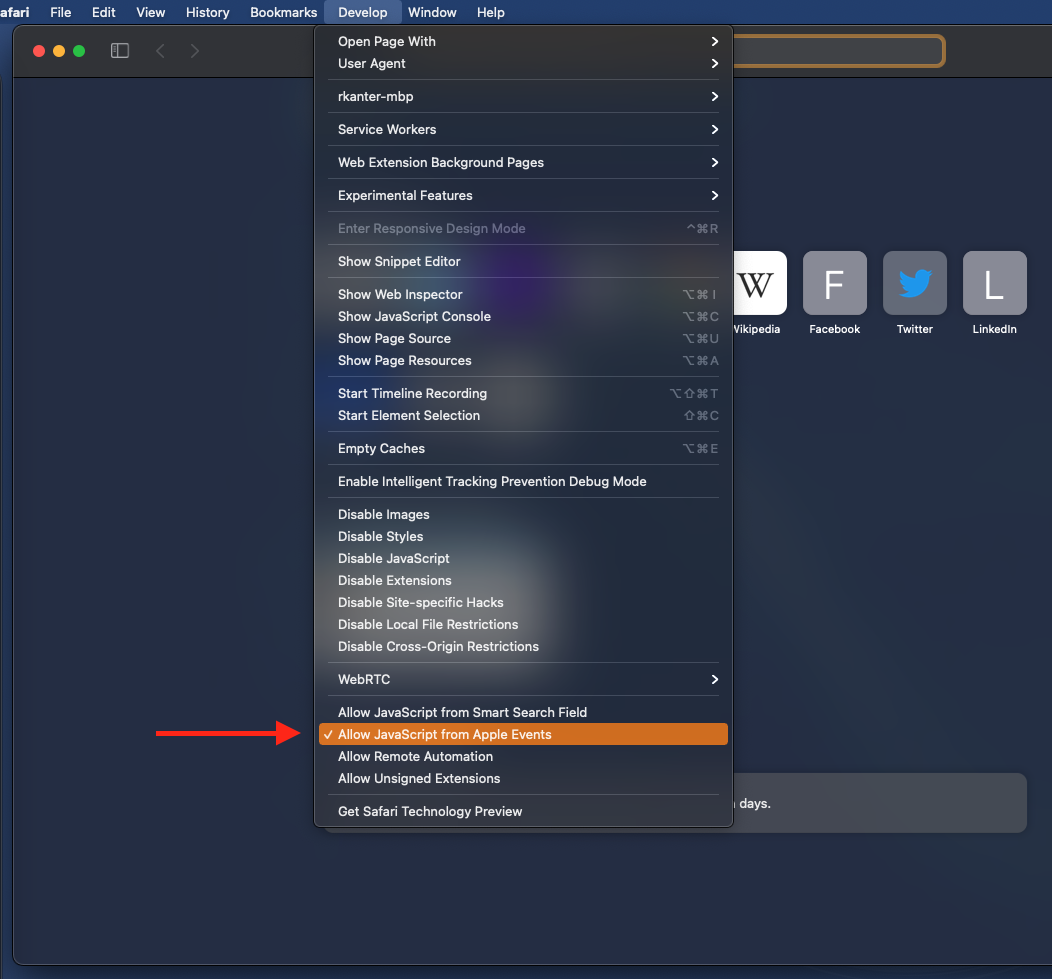 afari File Edit View History Bookmarks Develop Window Help
Open Page With
User Agent
rkanter-mbp
Service Workers
Web Extension Background Pages
Experimental Features
Enter Responsive Design Mode ^⌘R
Show Snippet Editor
Show Web Inspector ⌥⌘I
Show JavaScript Console ⌥⌘C
Show Page Source ⌥⌘U
Show Page Resources ⌥⌘A
Start Timeline Recording ⌥⇧⌘T
Start Element Selection ⇧⌘C
Empty Caches ⌥⌘E
Enable Intelligent Tracking Prevention Debug Mode
Disable Images
Disable Styles
Disable JavaScript
Disable Extensions
Disable Site-specific Hacks
Disable Local File Restrictions
Disable Cross-Origin Restrictions
WebRTC
Allow JavaScript from Smart Search Field
✓ Allow JavaScript from Apple Events
Allow Remote Automation
Allow Unsigned Extensions
Get Safari Technology Preview
W F L
Wikipedia Facebook Twitter LinkedIn
days.